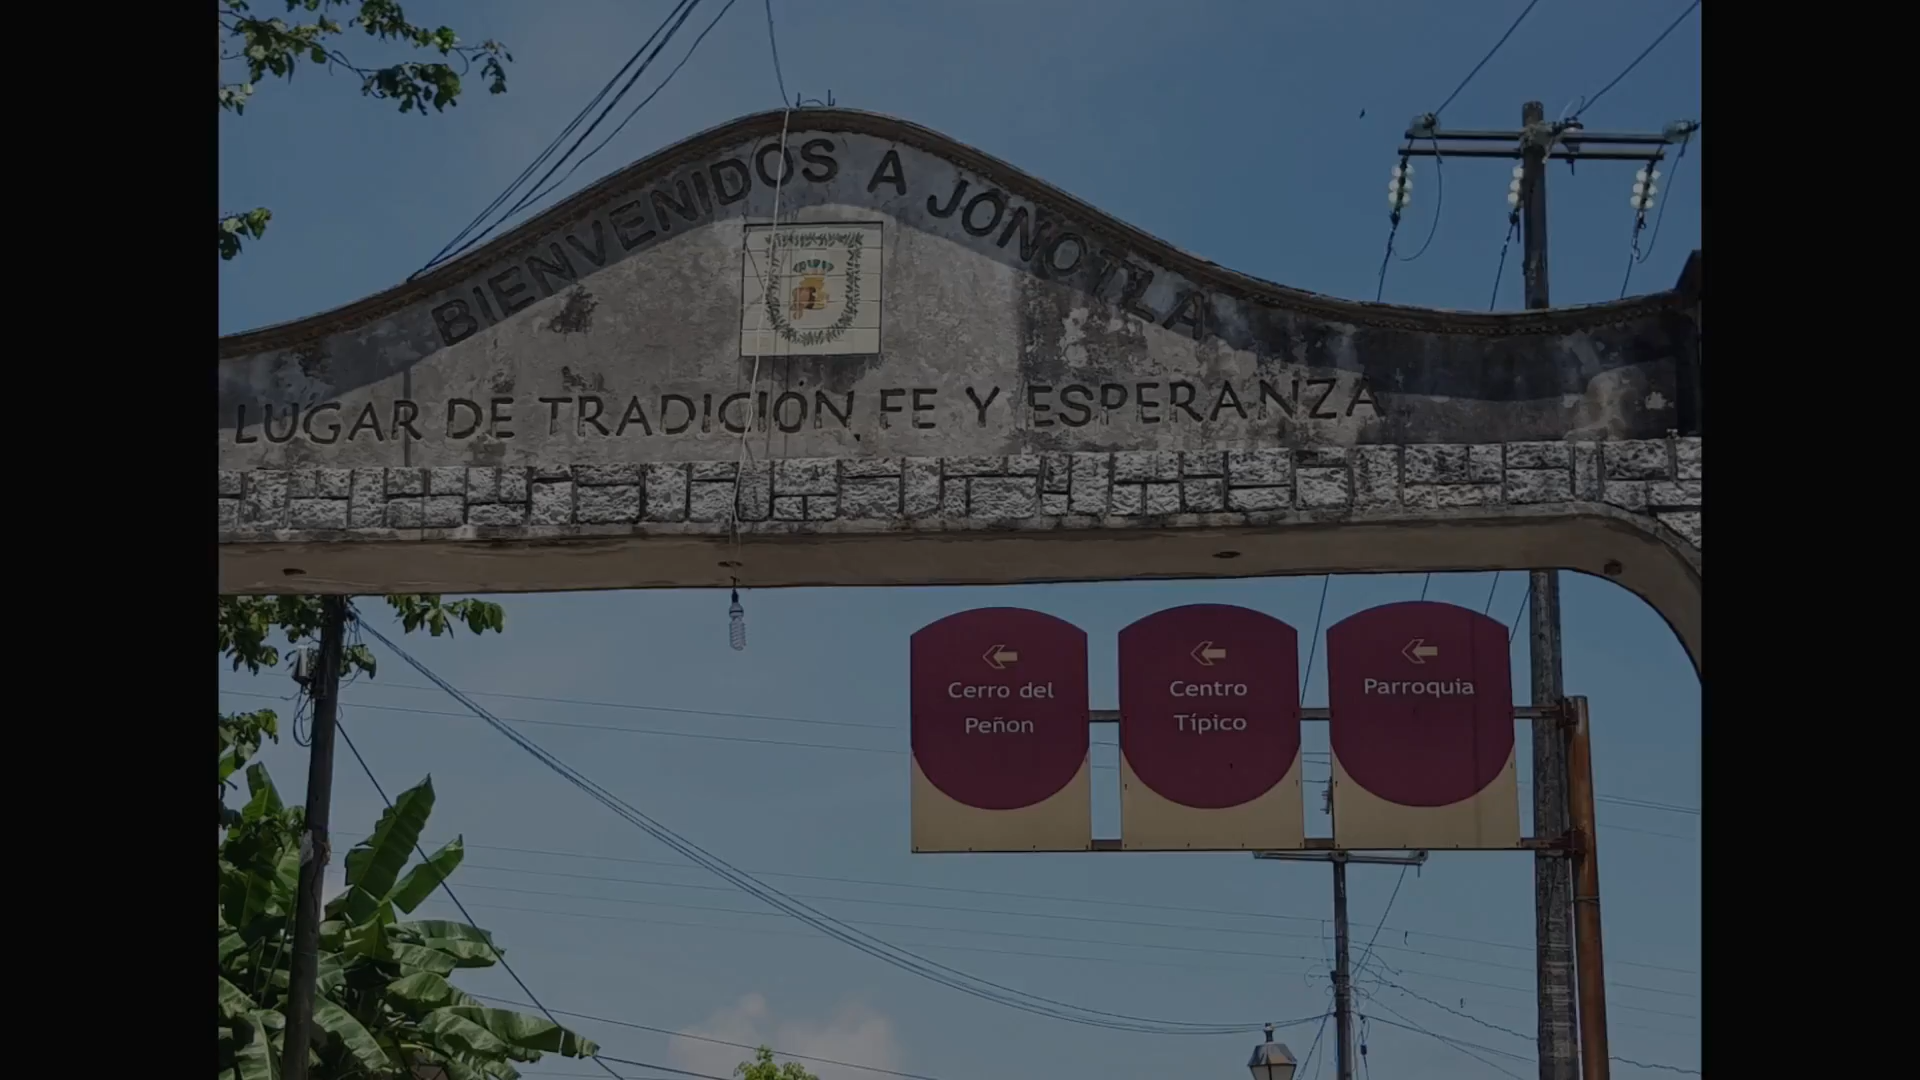 BIENVENIDOS A JONOTLA
LUGAR DE TRADICIÓN, FE Y ESPERANZA
Cerro del
Peñon
Centro
Típico
Parroquia